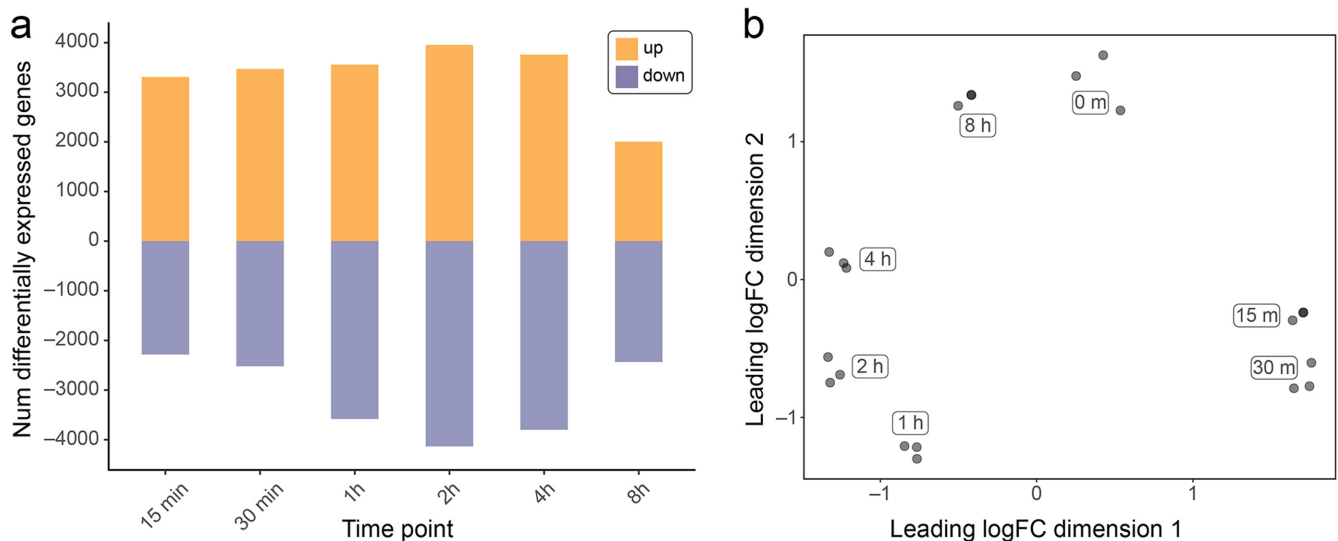 a
Num differentially expressed genes
4000
3000
2000
1000
0
–1000
–2000
–3000
–4000
up
down
15 min
30 min
1h
2h
4h
8h
Time point
b
Leading logFC dimension 2
1
0
–1
0 m
8 h
4 h
15 m
2 h
30 m
1 h
–1
0
1
Leading logFC dimension 1